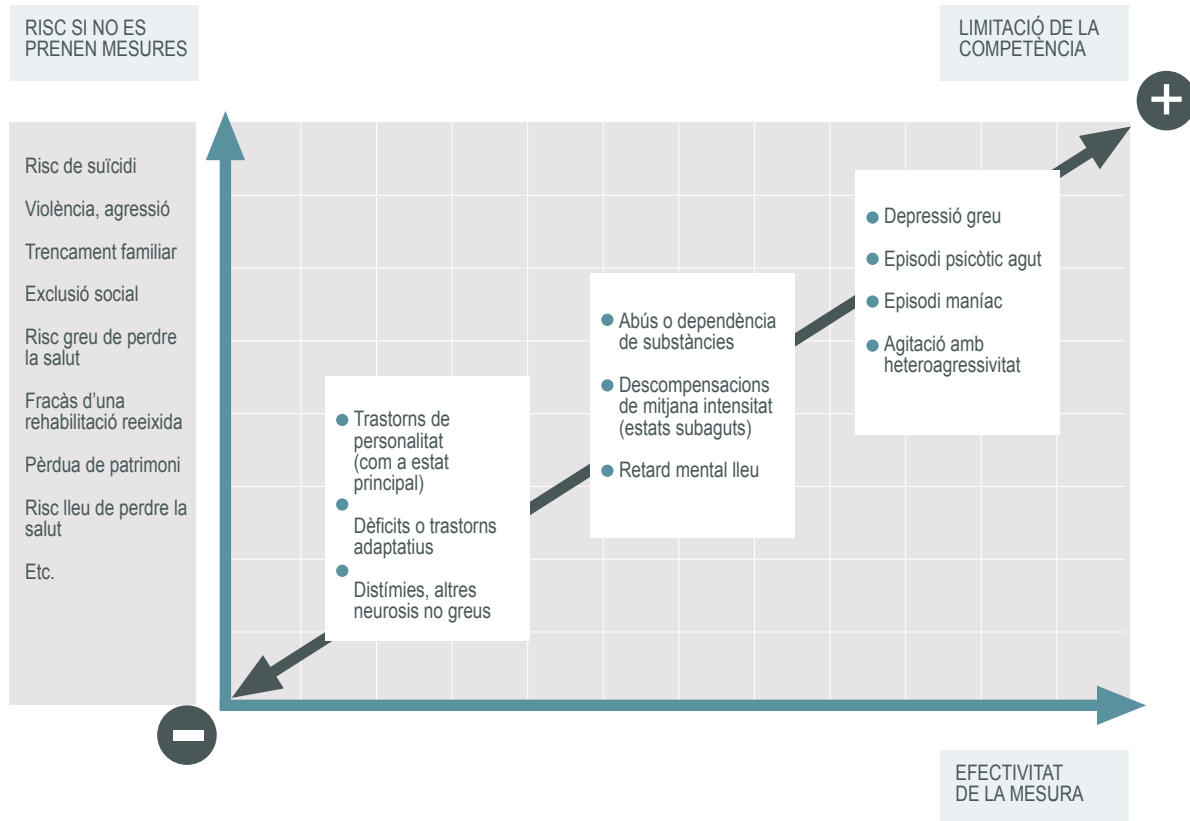 RISC SI NO ES
PRENEN MESURES
LIMITACIÓ DE LA
COMPETÈNCIA
+
Risc de suïcidi
Violència, agressió
Trencament familiar
Exclusió social
Risc greu de perdre
la salut
Fracàs d’una
rehabilitació reeixida
Pèrdua de patrimoni
Risc lleu de perdre la
salut
Etc.
Trastorns de
personalitat
(com a estat
principal)
Dèficits o trastorns
adaptatius
Distímies, altres
neurosis no greus
Abús o dependència
de substàncies
Descompensacions
de mitjana intensitat
(estats subaguts)
Retard mental lleu
Depressió greu
Episodi psicòtic agut
Episodi maníac
Agitació amb
heteroagressivitat
−
EFECTIVITAT
DE LA MESURA